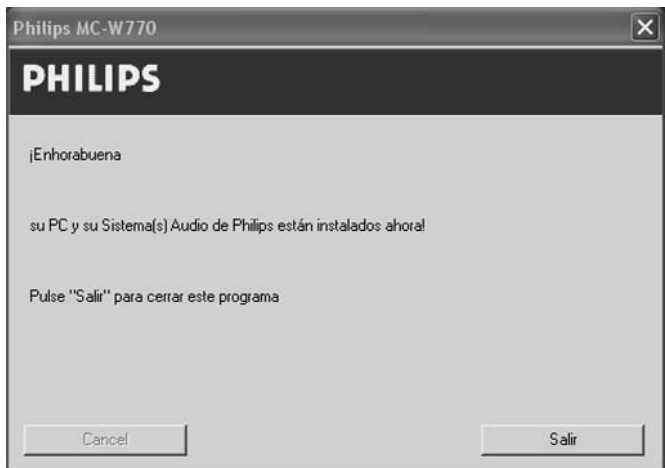 Philips MC-W770
PHILIPS
¡Enhorabuena
su PC y su Sistema(s) Audio de Philips están instalados ahora!
Pulse "Salir" para cerrar este programa
Cancel
Salir